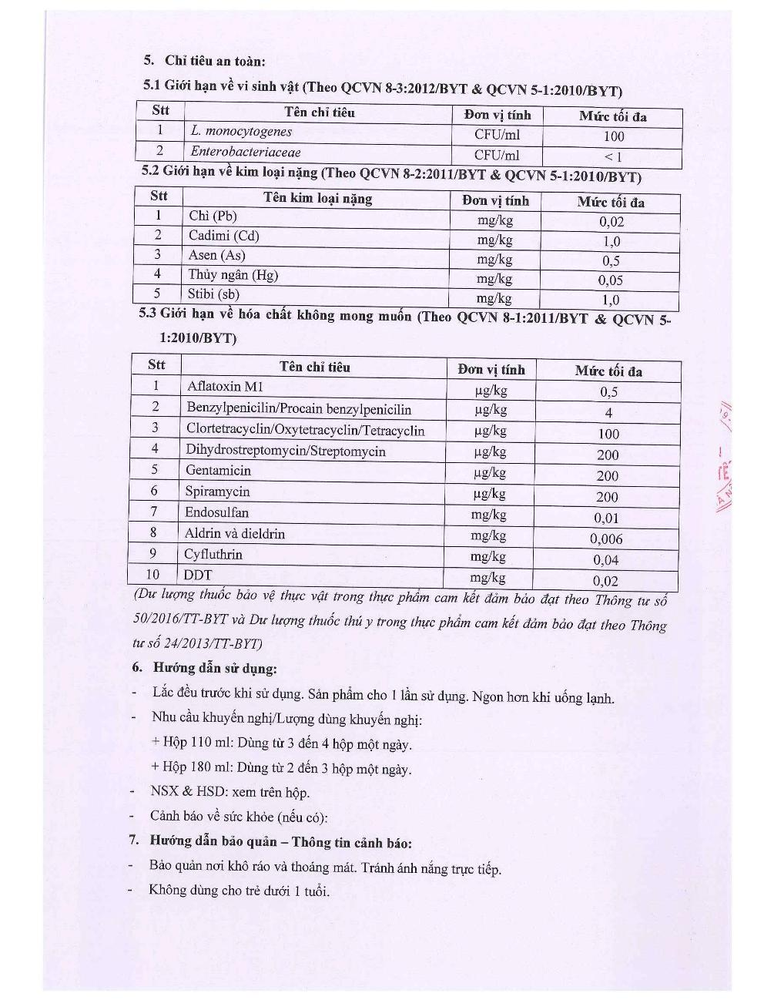 5. Chỉ tiêu an toàn:
5.1 Giới hạn về vi sinh vật (Theo QCVN 8-3:2012/BYT & QCVN 5-1:2010/BYT)
Stt Tên chỉ tiêu Đơn vị tính Mức tối đa
1 L. monocytogenes CFU/ml 100
2 Enterobacteriaceae CFU/ml < 1
5.2 Giới hạn về kim loại nặng (Theo QCVN 8-2:2011/BYT & QCVN 5-1:2010/BYT)
Stt Tên kim loại nặng Đơn vị tính Mức tối đa
1 Chì (Pb) mg/kg 0,02
2 Cadimi (Cd) mg/kg 1,0
3 Asen (As) mg/kg 0,5
4 Thủy ngân (Hg) mg/kg 0,05
5 Stibi (sb) mg/kg 1,0
5.3 Giới hạn về hóa chất không mong muốn (Theo QCVN 8-1:2011/BYT & QCVN 5-
1:2010/BYT)
Stt Tên chỉ tiêu Đơn vị tính Mức tối đa
1 Aflatoxin M1 µg/kg 0,5
2 Benzylpenicilin/Procain benzylpenicilin µg/kg 4
3 Clortetracyclin/Oxytetracyclin/Tetracyclin µg/kg 100
4 Dihydrostreptomycin/Streptomycin µg/kg 200
5 Gentamicin µg/kg 200
6 Spiramycin µg/kg 200
7 Endosulfan mg/kg 0,01
8 Aldrin và dieldrin mg/kg 0,006
9 Cyfluthrin mg/kg 0,04
10 DDT mg/kg 0,02
(Dư lượng thuốc bảo vệ thực vật trong thực phẩm cam kết đảm bảo đạt theo Thông tư số
50/2016/TT-BYT và Dư lượng thuốc thú y trong thực phẩm cam kết đảm bảo đạt theo Thông
tư số 24/2013/TT-BYT)
6. Hướng dẫn sử dụng:
- Lắc đều trước khi sử dụng. Sản phẩm cho 1 lần sử dụng. Ngon hơn khi uống lạnh.
- Nhu cầu khuyến nghị/Lượng dùng khuyến nghị:
+ Hộp 110 ml: Dùng từ 3 đến 4 hộp một ngày.
+ Hộp 180 ml: Dùng từ 2 đến 3 hộp một ngày.
- NSX & HSD: xem trên hộp.
- Cảnh báo về sức khỏe (nếu có):
7. Hướng dẫn bảo quản – Thông tin cảnh báo:
- Bảo quản nơi khô ráo và thoáng mát. Tránh ánh nắng trực tiếp.
- Không dùng cho trẻ dưới 1 tuổi.